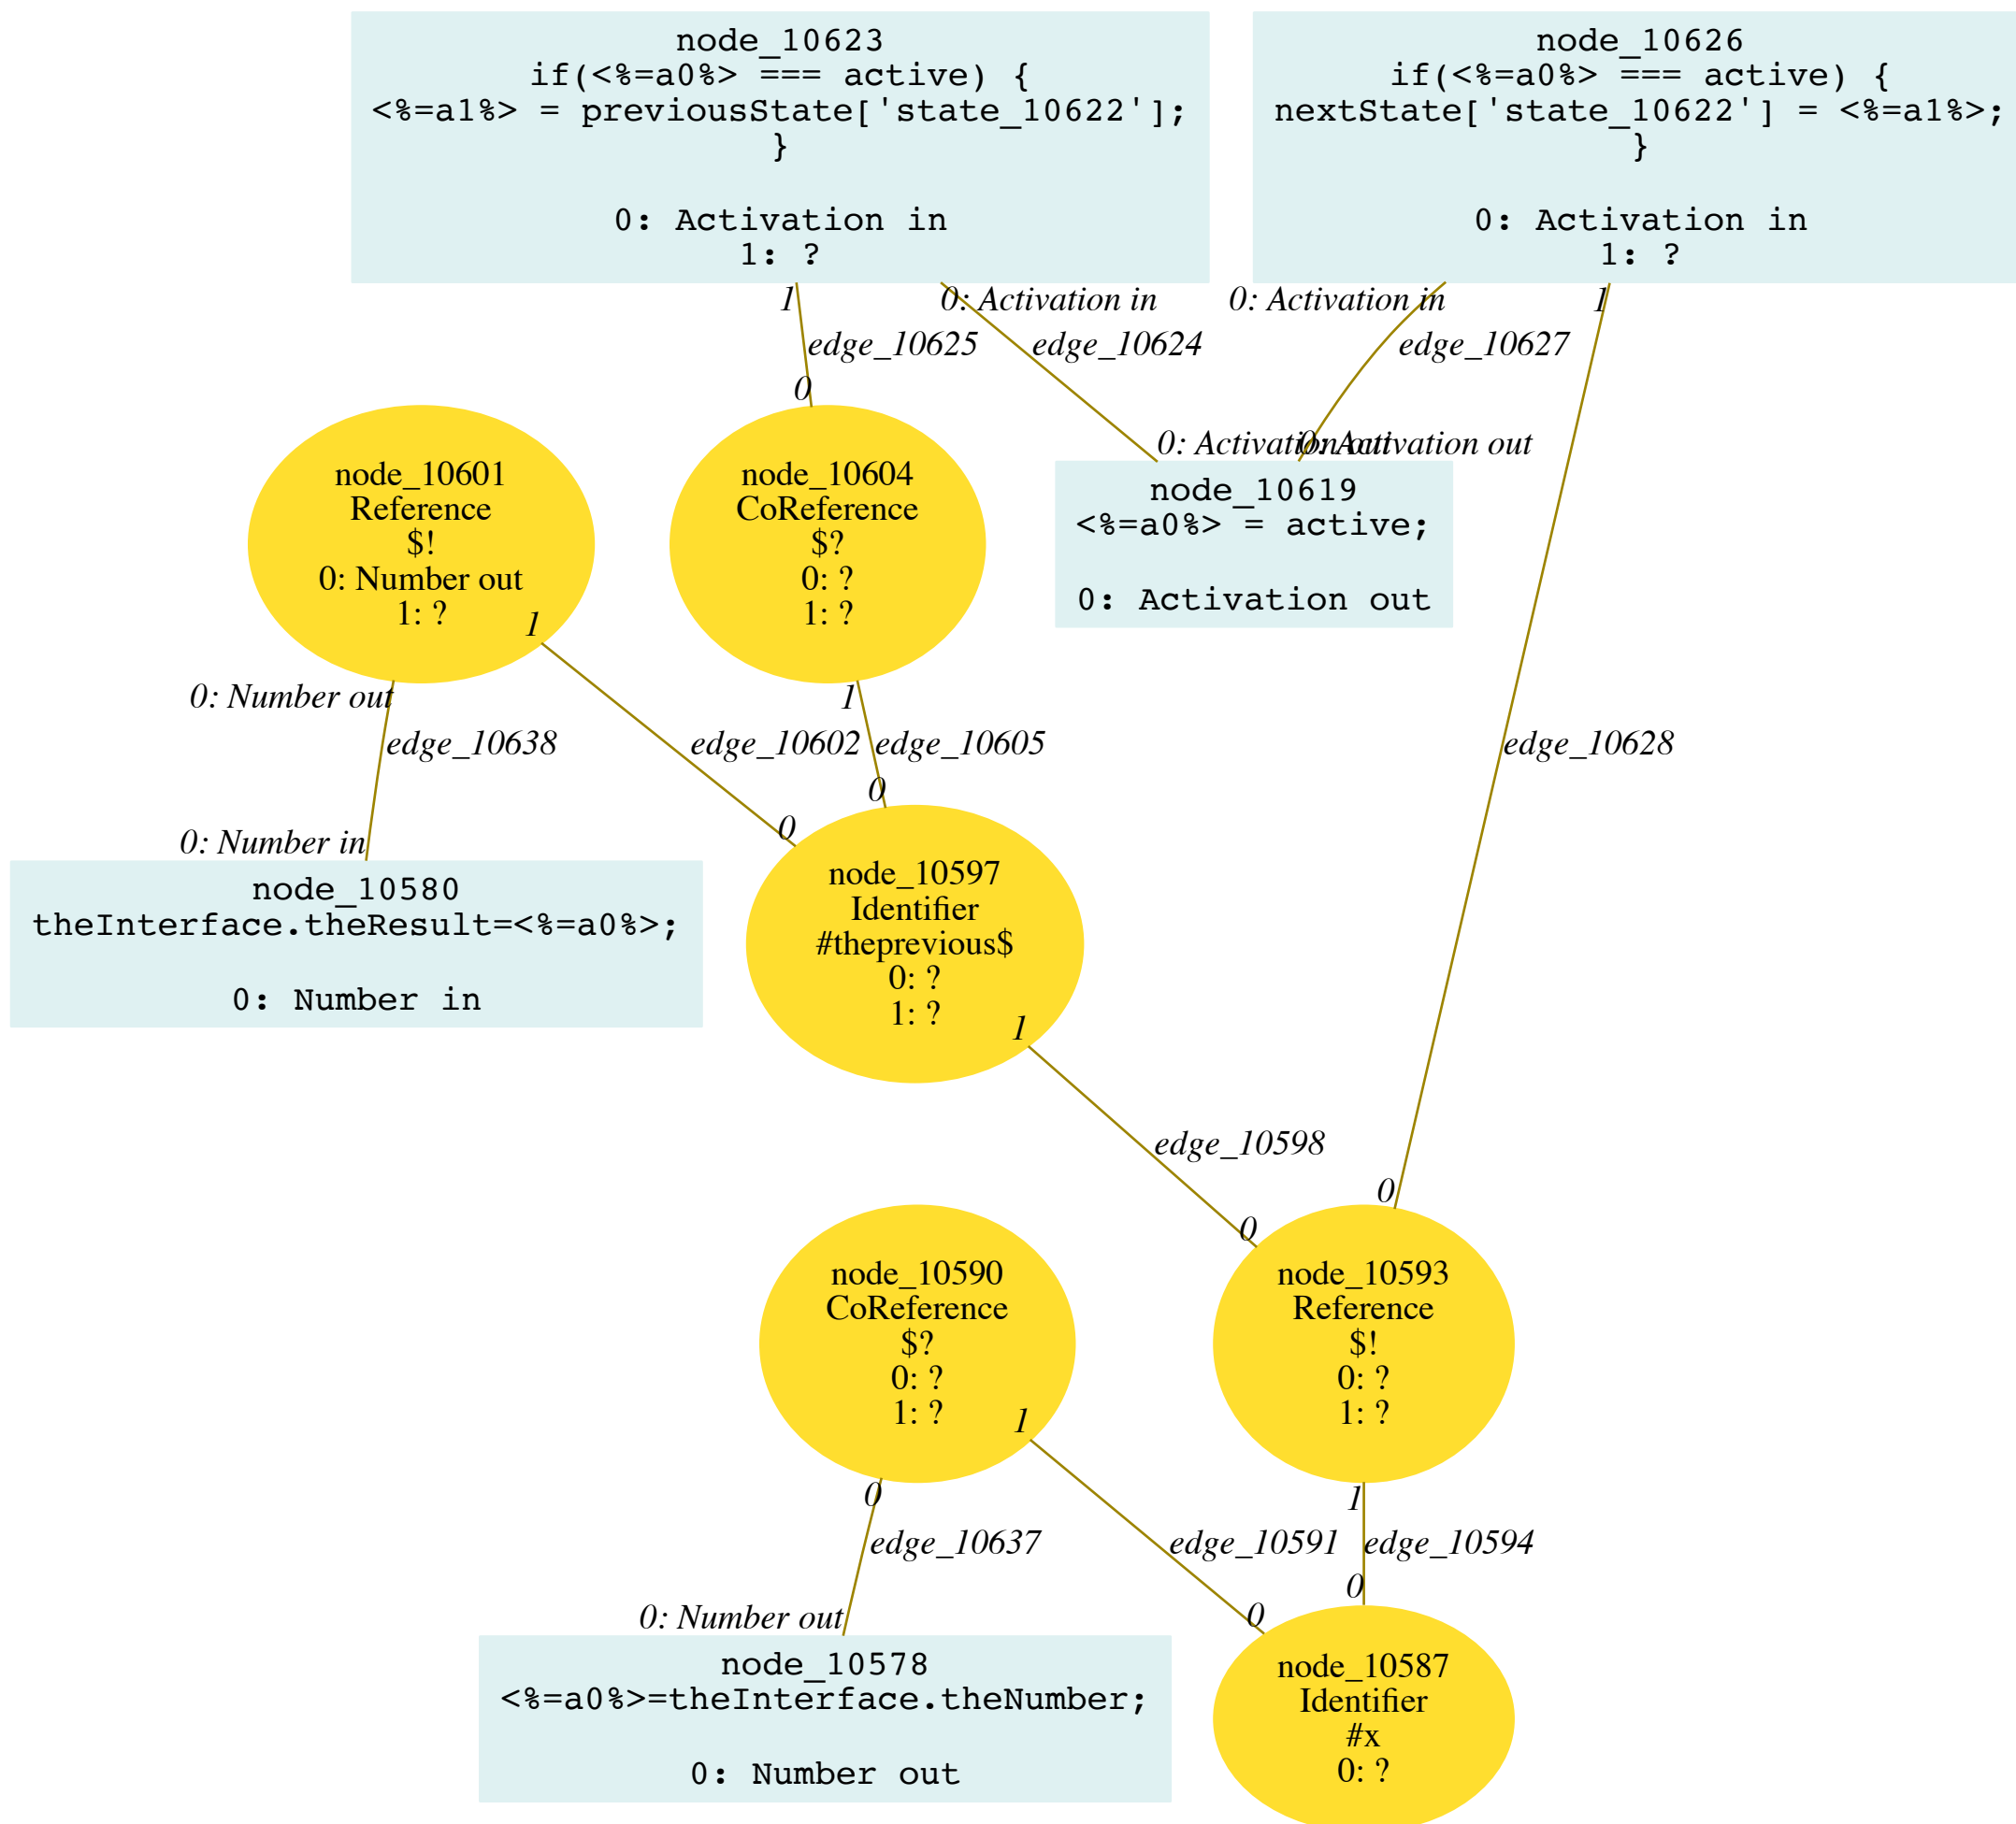 node_10623
if(<%=a0%> === active) {
<%=a1%> = previousState['state_10622'];
}
0: Activation in
1: ?
node_10626
if(<%=a0%> === active) {
nextState['state_10622'] = <%=a1%>;
}
0: Activation in
1: ?
1
0: Activation in
0: Activation in
1
edge_10625
edge_10624
edge_10627
0
0: Activation out
0: Activation out
node_10601
Reference
$!
0: Number out
1: ?
node_10604
CoReference
$?
0: ?
1: ?
node_10619
<%=a0%> = active;
0: Activation out
1
0: Number out
1
edge_10638
edge_10602
edge_10605
edge_10628
0
0
0: Number in
node_10580
theInterface.theResult=<%=a0%>;
0: Number in
node_10597
Identifier
#theprevious$
0: ?
1: ?
1
edge_10598
0
0
node_10590
CoReference
$?
0: ?
1: ?
node_10593
Reference
$!
0: ?
1: ?
1
0
1
edge_10637
edge_10591
edge_10594
0
0
0: Number out
node_10578
<%=a0%>=theInterface.theNumber;
0: Number out
node_10587
Identifier
#x
0: ?